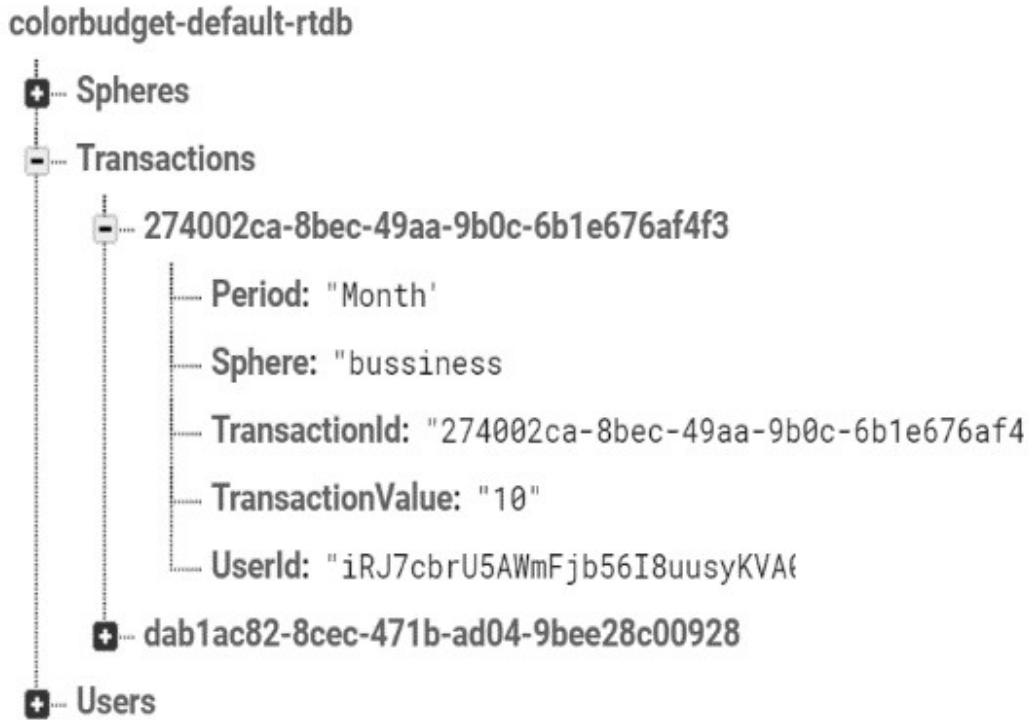 colorbudget-default-rtdb
Spheres
Transactions
274002ca-8bec-49aa-9b0c-6b1e676af4f3
Period: "Month'
Sphere: "bussiness
TransactionId: "274002ca-8bec-49aa-9b0c-6b1e676af4
TransactionValue: "10"
UserId: "iRJ7cbrU5AWmFjb56I8uusyKVA
dab1ac82-8cec-471b-ad04-9bee28c00928
Users